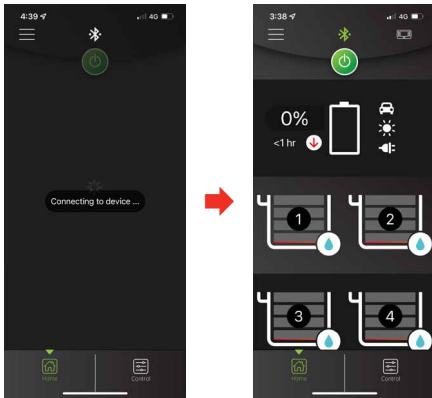 4:39
4G
Connecting to device ...
Home
Control
3:38
4G
0%
<1 hr
1
2
3
4
Home
Control